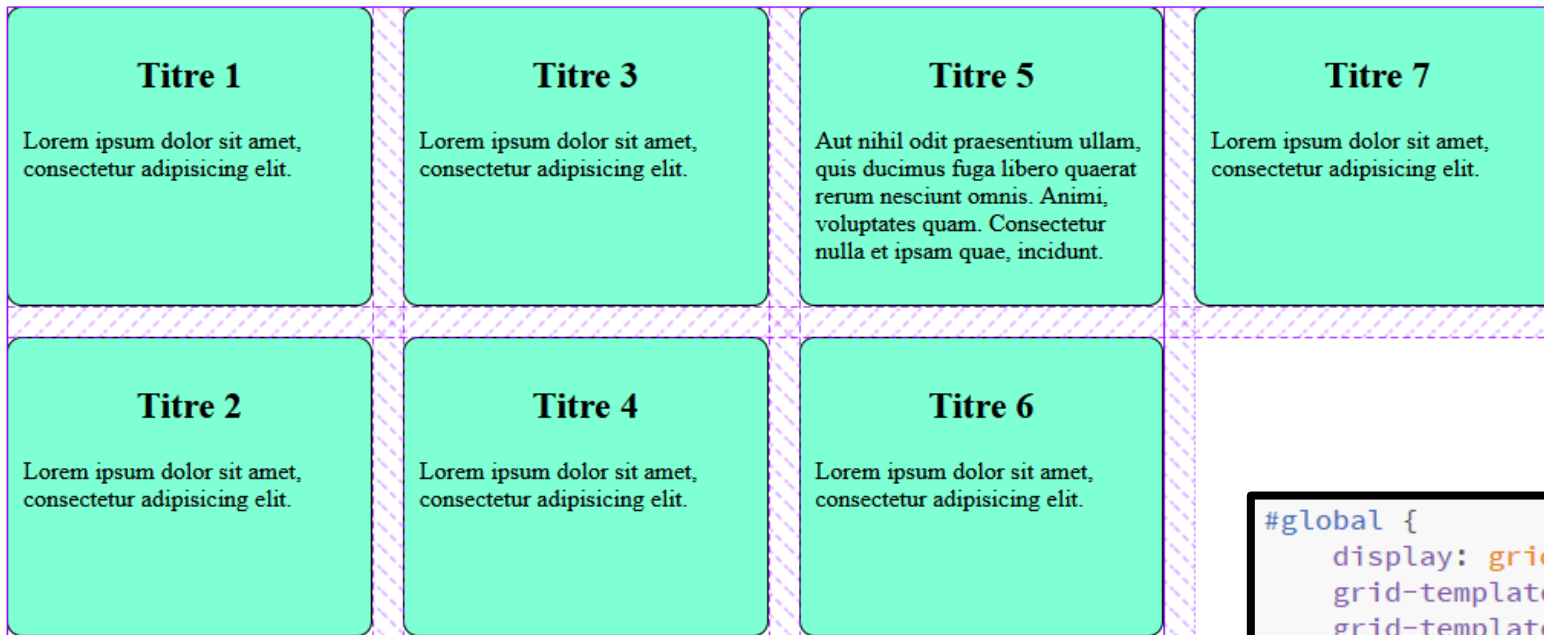 Titre 1
Lorem ipsum dolor sit amet,
consectetur adipisicing elit.
Titre 3
Lorem ipsum dolor sit amet,
consectetur adipisicing elit.
Titre 5
Aut nihil odit praesentium ullam,
quis ducimus fuga libero quaerat
rerum nesciunt omnis. Animi,
voluptates quam. Consectetur
nulla et ipsam quae, incidunt.
Titre 7
Lorem ipsum dolor sit amet,
consectetur adipisicing elit.
Titre 2
Lorem ipsum dolor sit amet,
consectetur adipisicing elit.
Titre 4
Lorem ipsum dolor sit amet,
consectetur adipisicing elit.
Titre 6
Lorem ipsum dolor sit amet,
consectetur adipisicing elit.
#global {
display: